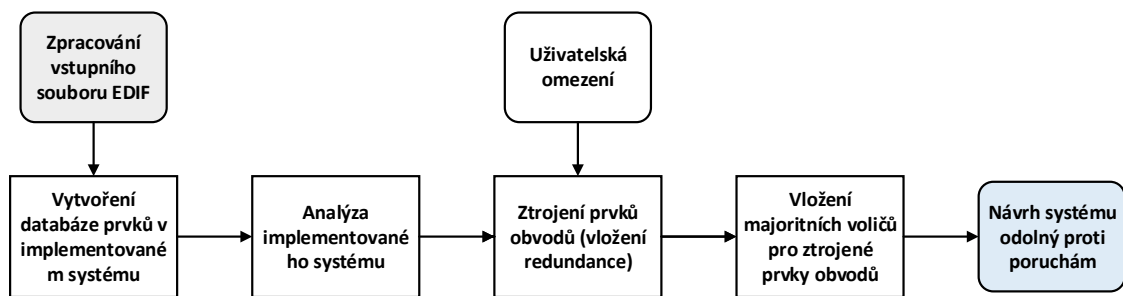 Zpracování
vstupního
souboru EDIF
Uživatelská
omezení
Vytvoření
databáze prvků v
implementované
m systému
Analýza
implementované
ho systému
Ztrojení prvků
obvodů (vložení
redundance)
Vložení
majoritních voličů
pro ztrojené
prvky obvodů
Návrh systému
odolný proti
poruchám